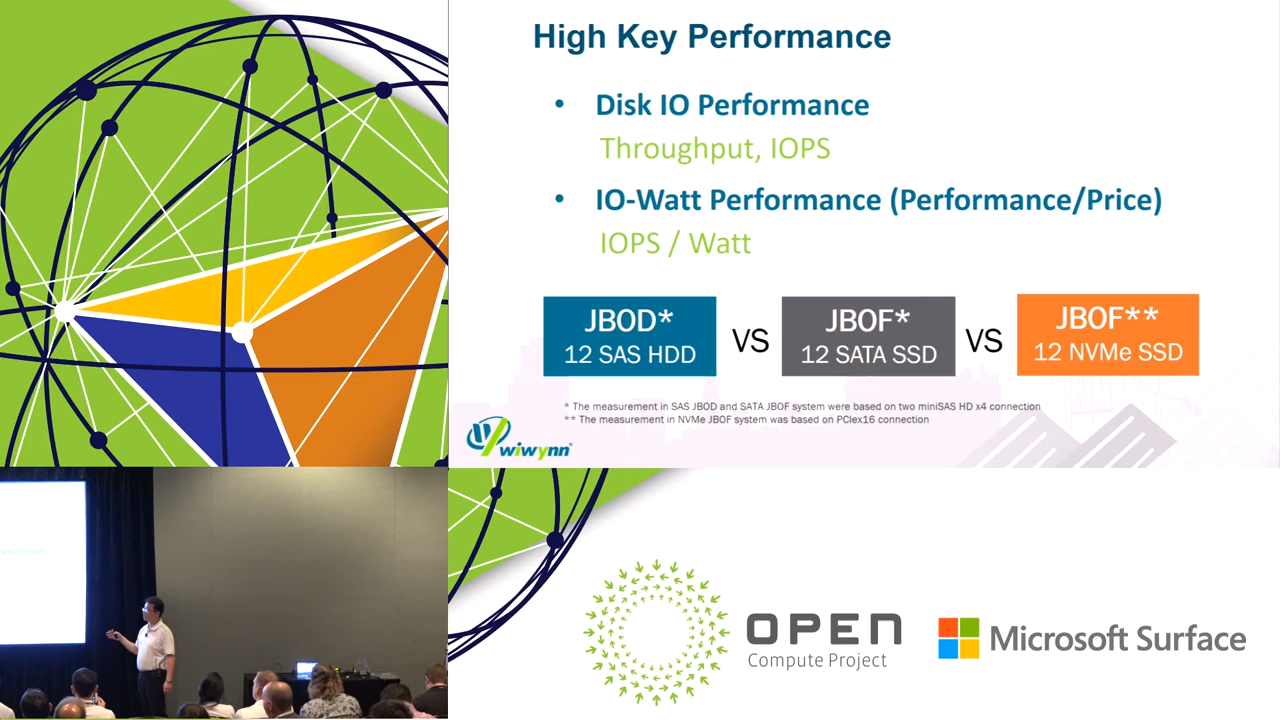 High Key Performance
• Disk IO Performance
Throughput, IOPS
• IO-Watt Performance (Performance/Price)
IOPS / Watt
JBOD*
12 SAS HDD
VS
JBOF*
12 SATA SSD
VS
JBOF**
12 NVMe SSD
* The measurement in SAS JBOD and SATA JBOF system were based on two miniSAS HD x4 connection
** The measurement in NVMe JBOF system was based on PCIex16 connection
wiwynn
OPEN
Compute Project
Microsoft Surface